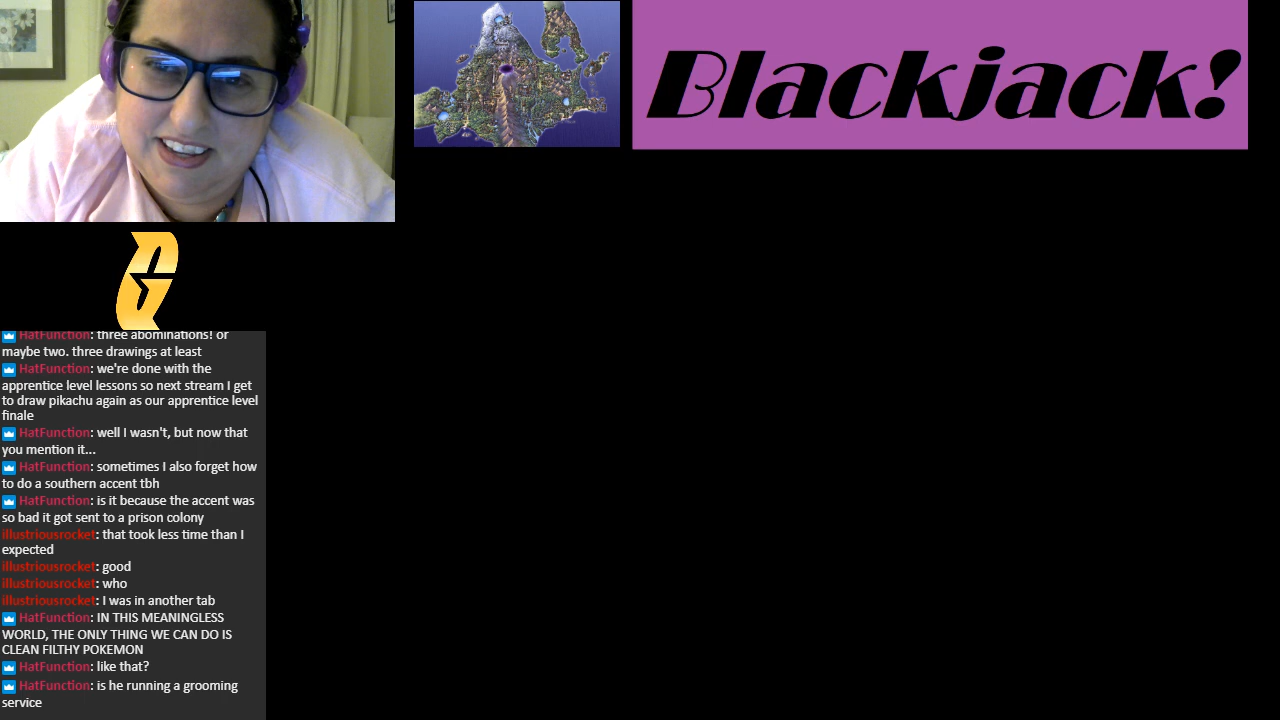 Blackjack!
HatFunction: three abominations! or
maybe two. three drawings at least
HatFunction: we're done with the
apprentice level lessons so next stream I get
to draw pikachu again as our apprentice level
finale
HatFunction: well I wasn't, but now that
you mention it...
HatFunction: sometimes I also forget how
to do a southern accent tbh
HatFunction: is it because the accent was
so bad it got sent to a prison colony
illustriousrocket: that took less time than I
expected
illustriousrocket: good
illustriousrocket: who
illustriousrocket: I was in another tab
HatFunction: IN THIS MEANINGLESS
WORLD, THE ONLY THING WE CAN DO IS
CLEAN FILTHY POKEMON
HatFunction: like that?
HatFunction: is he running a grooming
service